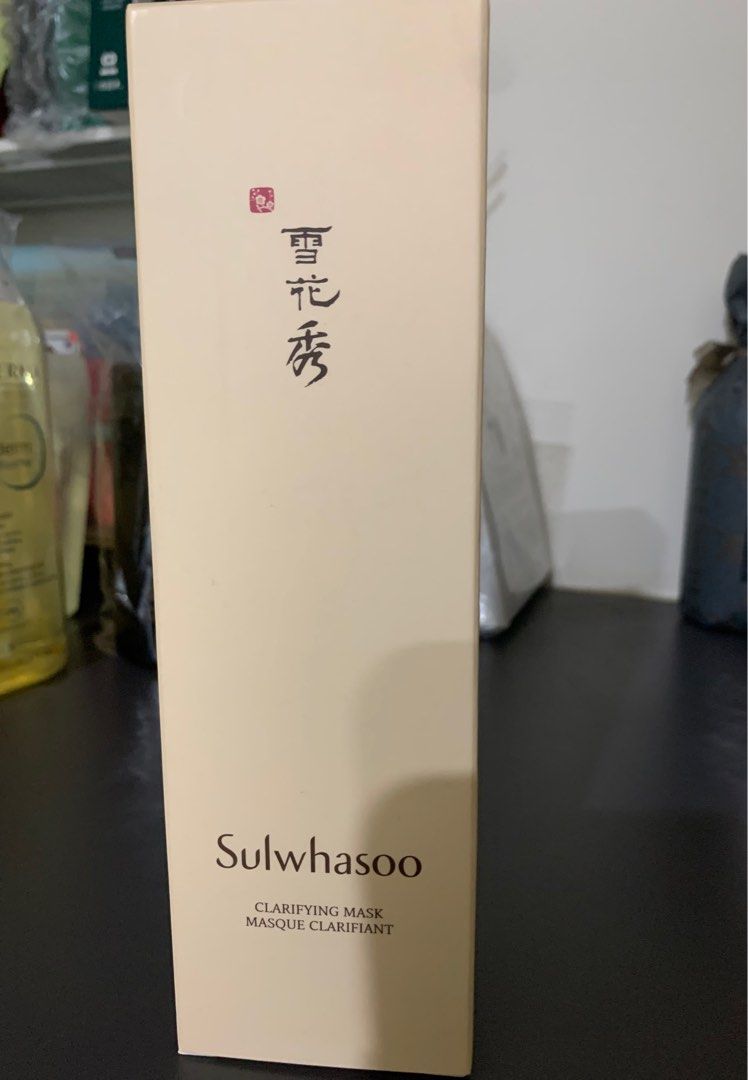 雪花秀
Sulwhasoo
CLARIFYING MASK
MASQUE CLARIFIANT